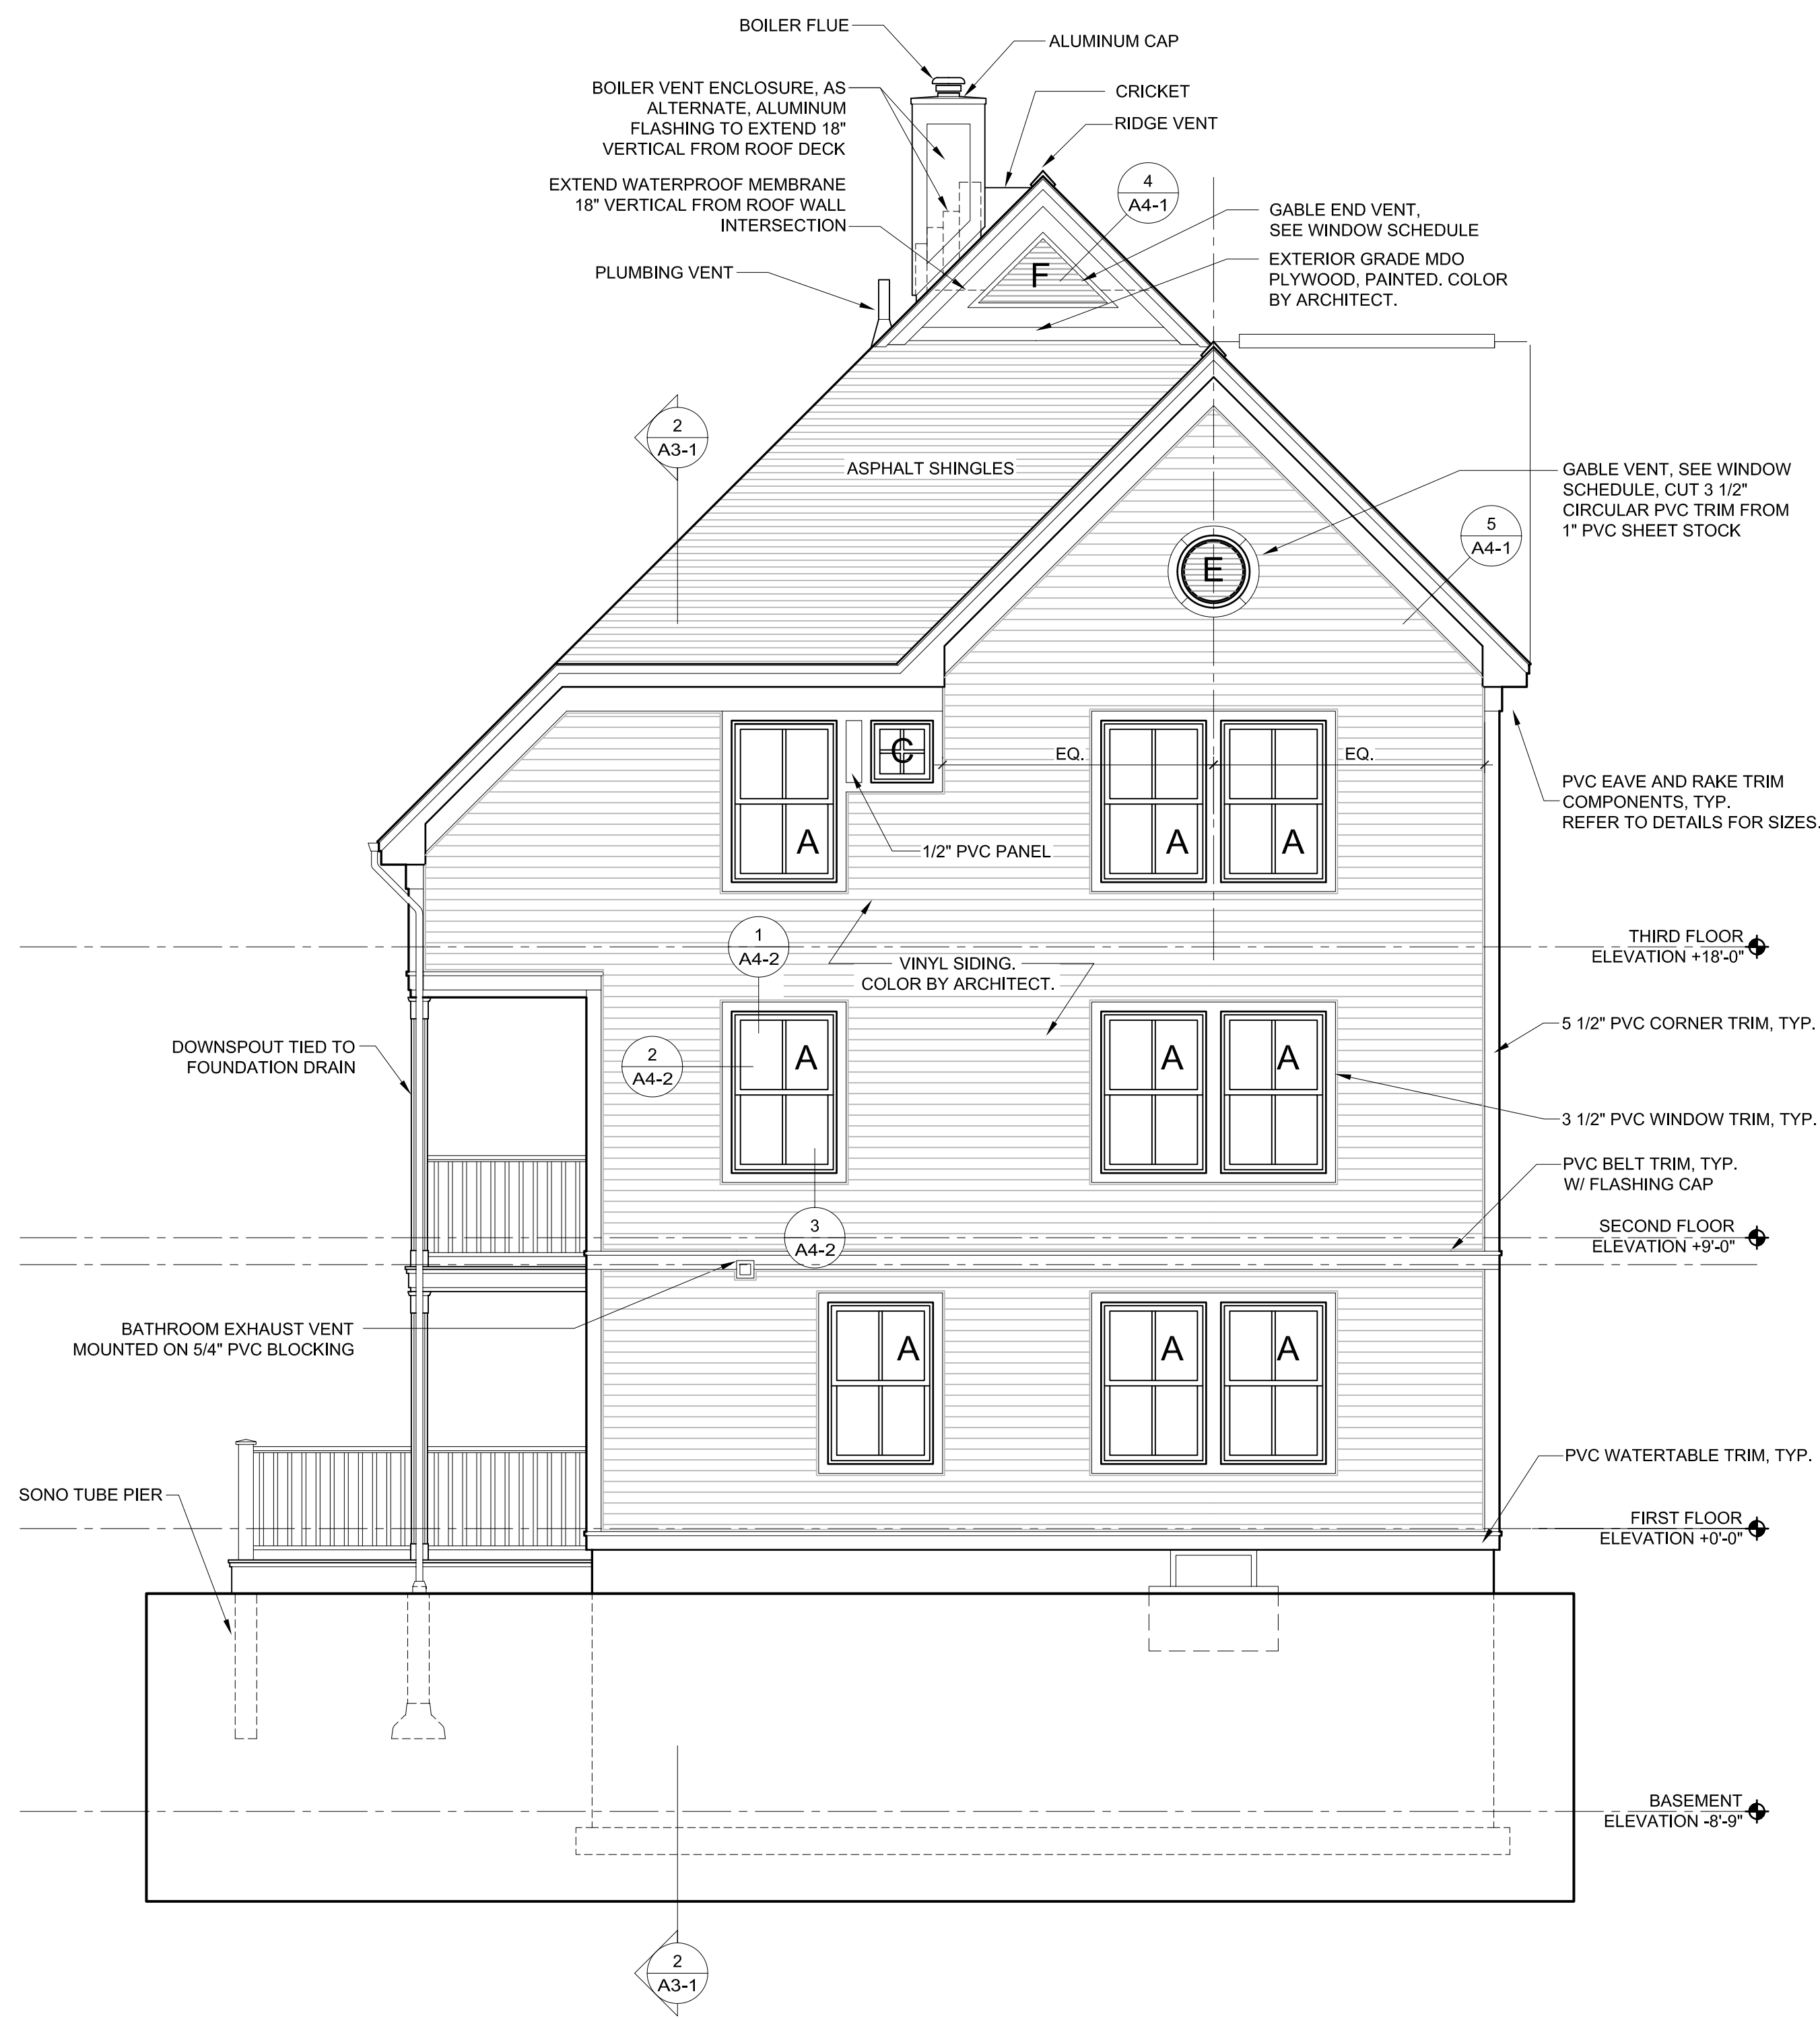 BOILER FLUE
ALUMINUM CAP
BOILER VENT ENCLOSURE, AS
ALTERNATE, ALUMINUM
FLASHING TO EXTEND 18"
VERTICAL FROM ROOF DECK
CRICKET
RIDGE VENT
EXTEND WATERPROOF MEMBRANE
18" VERTICAL FROM ROOF WALL
INTERSECTION
4
A4-1
GABLE END VENT,
SEE WINDOW SCHEDULE
PLUMBING VENT
F
EXTERIOR GRADE MDO
PLYWOOD, PAINTED. COLOR
BY ARCHITECT.
2
A3-1
ASPHALT SHINGLES
GABLE VENT, SEE WINDOW
SCHEDULE, CUT 3 1/2"
CIRCULAR PVC TRIM FROM
1" PVC SHEET STOCK
5
A4-1
E
C
EQ.
EQ.
PVC EAVE AND RAKE TRIM
COMPONENTS, TYP.
REFER TO DETAILS FOR SIZES.
A
1/2" PVC PANEL
A
A
1
A4-2
THIRD FLOOR
ELEVATION +18'-0"
VINYL SIDING.
COLOR BY ARCHITECT.
5 1/2" PVC CORNER TRIM, TYP.
DOWNSPOUT TIED TO
FOUNDATION DRAIN
2
A4-2
A
A
A
3 1/2" PVC WINDOW TRIM, TYP.
PVC BELT TRIM, TYP.
W/ FLASHING CAP
3
A4-2
SECOND FLOOR
ELEVATION +9'-0"
BATHROOM EXHAUST VENT
MOUNTED ON 5/4" PVC BLOCKING
A
A
A
PVC WATERTABLE TRIM, TYP.
SONO TUBE PIER
FIRST FLOOR
ELEVATION +0'-0"
BASEMENT
ELEVATION -8'-9"
2
A3-1